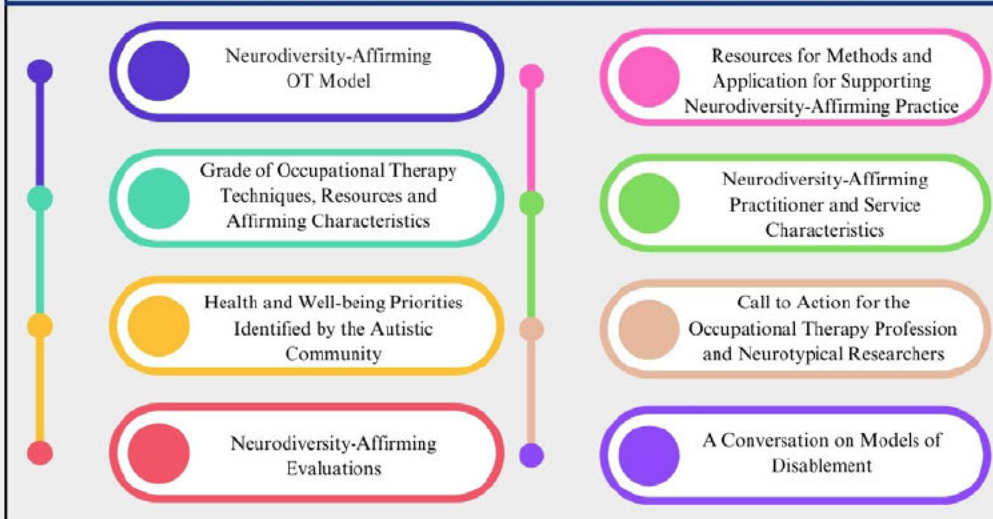 Neurodiversity-Affirming
OT Model
Grade of Occupational Therapy
Techniques, Resources and
Affirming Characteristics
Health and Well-being Priorities
Identified by the Autistic
Community
Neurodiversity-Affirming
Evaluations
Resources for Methods and
Application for Supporting
Neurodiversity-Affirming Practice
Neurodiversity-Affirming
Practitioner and Service
Characteristics
Call to Action for the
Occupational Therapy Profession
and Neurotypical Researchers
A Conversation on Models of
Disablement